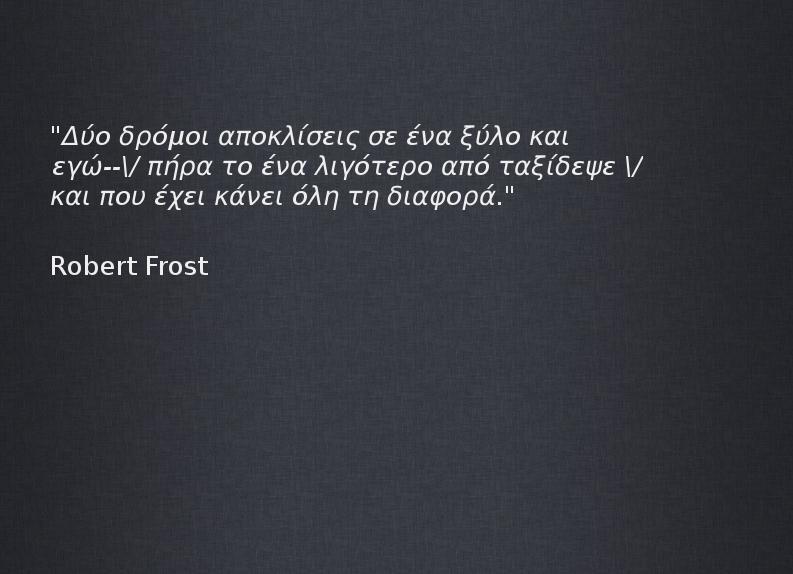 "Δύο δρόμοι αποκλίσεις σε ένα ξύλο και
εγώ--\/ πήρα το ένα λιγότερο από ταξίδεψε \/
και που έχει κάνει όλη τη διαφορά."
Robert Frost